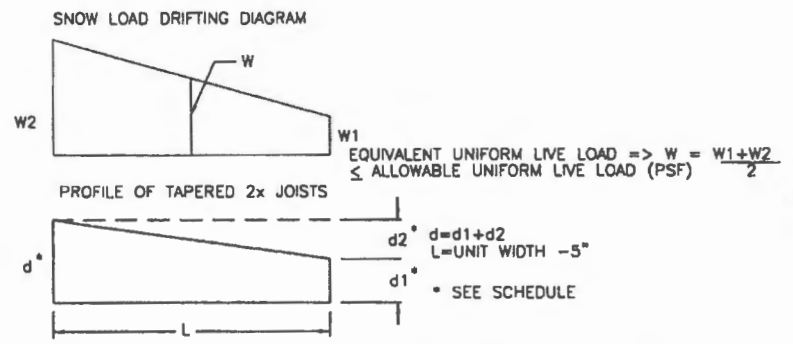 SNOW LOAD DRIFTING DIAGRAM
W
W2
W1
EQUIVALENT UNIFORM LIVE LOAD => W = W1+W2
≤ ALLOWABLE UNIFORM LIVE LOAD (PSF) 2
PROFILE OF TAPERED 2x JOISTS
d2* d=d1+d2
L=UNIT WIDTH -5"
d*
d1*
* SEE SCHEDULE
L